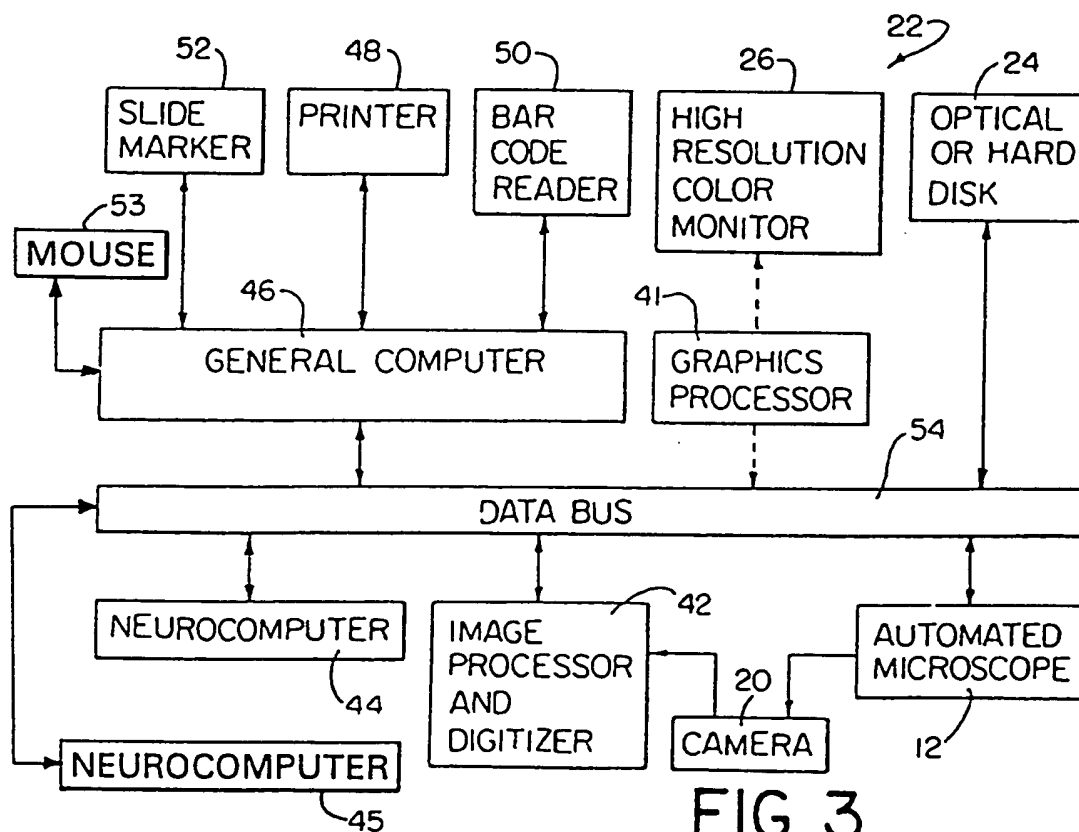 22
52
48
50
26
24
SLIDE
MARKER
PRINTER
BAR
CODE
READER
HIGH
RESOLUTION
COLOR
MONITOR
OPTICAL
OR HARD
DISK
53
MOUSE
46
GENERAL COMPUTER
41
GRAPHICS
PROCESSOR
54
DATA BUS
NEUROCOMPUTER
44
42
IMAGE
PROCESSOR
AND
DIGITIZER
AUTOMATED
MICROSCOPE
12
20
CAMERA
NEUROCOMPUTER
45
FIG 3